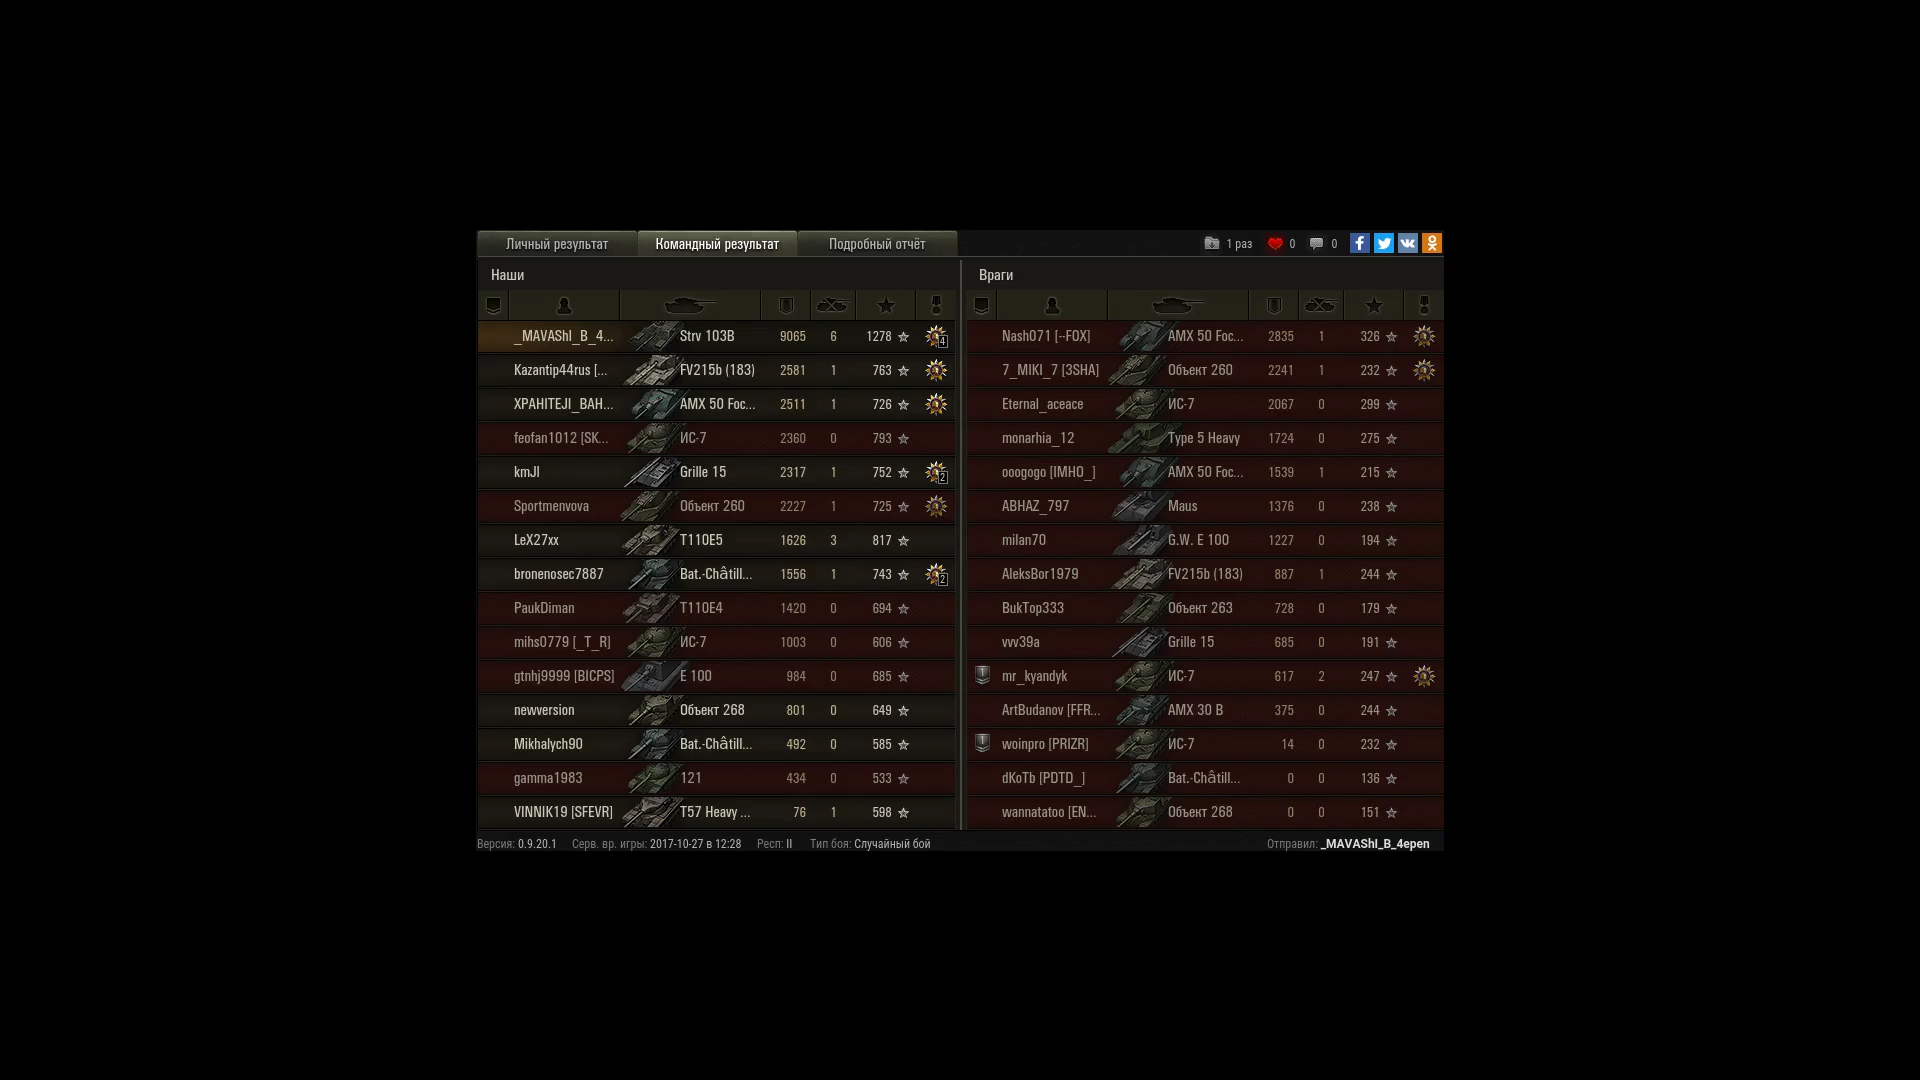 Личный результат Командный результат Подробный отчёт 1 раз 0 0
Наши Враги
_MAVAShI_B_4... Strv 103B 9065 6 1278 4 Nash071 [--FOX] AMX 50 Foc... 2835 1 326
Kazantip44rus [... FV215b (183) 2581 1 763 7_MIKI_7 [3SHA] Объект 260 2241 1 232
XPAHITEJI_BAH... AMX 50 Foc... 2511 1 726 Eternal_aceace ИС-7 2067 0 299
feofan1012 [SK... ИС-7 2360 0 793 monarhia_12 Type 5 Heavy 1724 0 275
kmJl Grille 15 2317 1 752 2 ooogogo [IMHO_] AMX 50 Foc... 1539 1 215
Sportmenvova Объект 260 2227 1 725 ABHAZ_797 Maus 1376 0 238
LeX27xx T110E5 1626 3 817 milan70 G.W. E 100 1227 0 194
bronenosec7887 Bat.-Châtill... 1556 1 743 2 AleksBor1979 FV215b (183) 887 1 244
PaukDiman T110E4 1420 0 694 BukTop333 Объект 263 728 0 179
mihs0779 [_T_R] ИС-7 1003 0 606 vvv39a Grille 15 685 0 191
gtnhj9999 [BICPS] E 100 984 0 685 mr_kyandyk ИС-7 617 2 247
newversion Объект 268 801 0 649 ArtBudanov [FFR... AMX 30 B 375 0 244
Mikhalych90 Bat.-Châtill... 492 0 585 woinpro [PRIZR] ИС-7 14 0 232
gamma1983 121 434 0 533 dKoTb [PDTD_] Bat.-Châtill... 0 0 136
VINNIK19 [SFEVR] T57 Heavy ... 76 1 598 wannatatoo [EN... Объект 268 0 0 151
Версия: 0.9.20.1 Серв. вр. игры: 2017-10-27 в 12:28 Респ: II Тип боя: Случайный бой Отправил: _MAVAShI_B_4epen